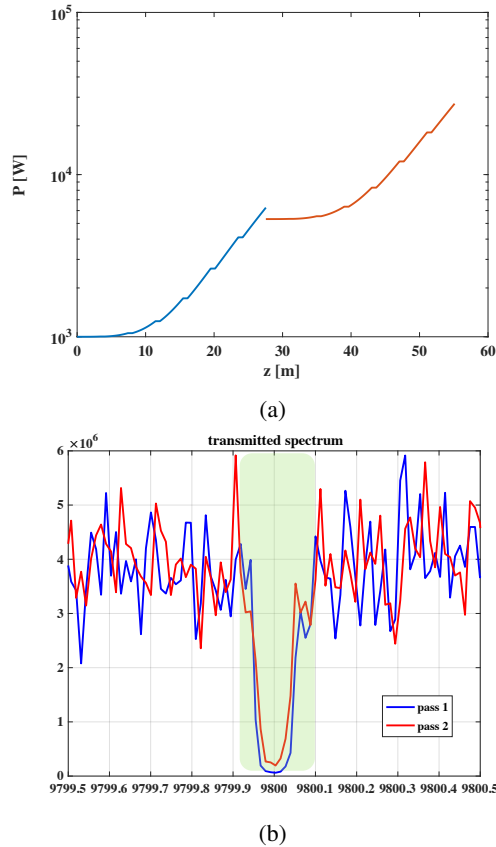 10^5
10^4
10^3
P [W]
0 10 20 30 40 50 60
z [m]
(a)
transmitted spectrum
×10^6
6
5
4
3
2
1
0
pass 1
pass 2
9799.5 9799.6 9799.7 9799.8 9799.9 9800 9800.1 9800.2 9800.3 9800.4 9800.5
(b)